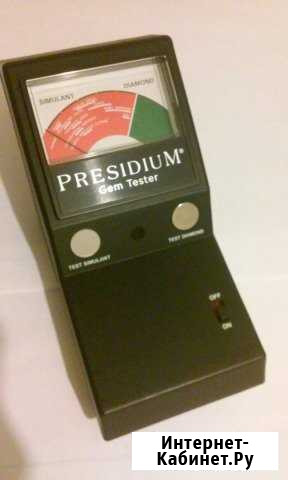 SIMULANT DIAMOND
PRESIDIUM®
Gem Tester
TEST SIMULANT TEST DIAMOND
OFF
ON
Интернет-
Кабинет.Ру